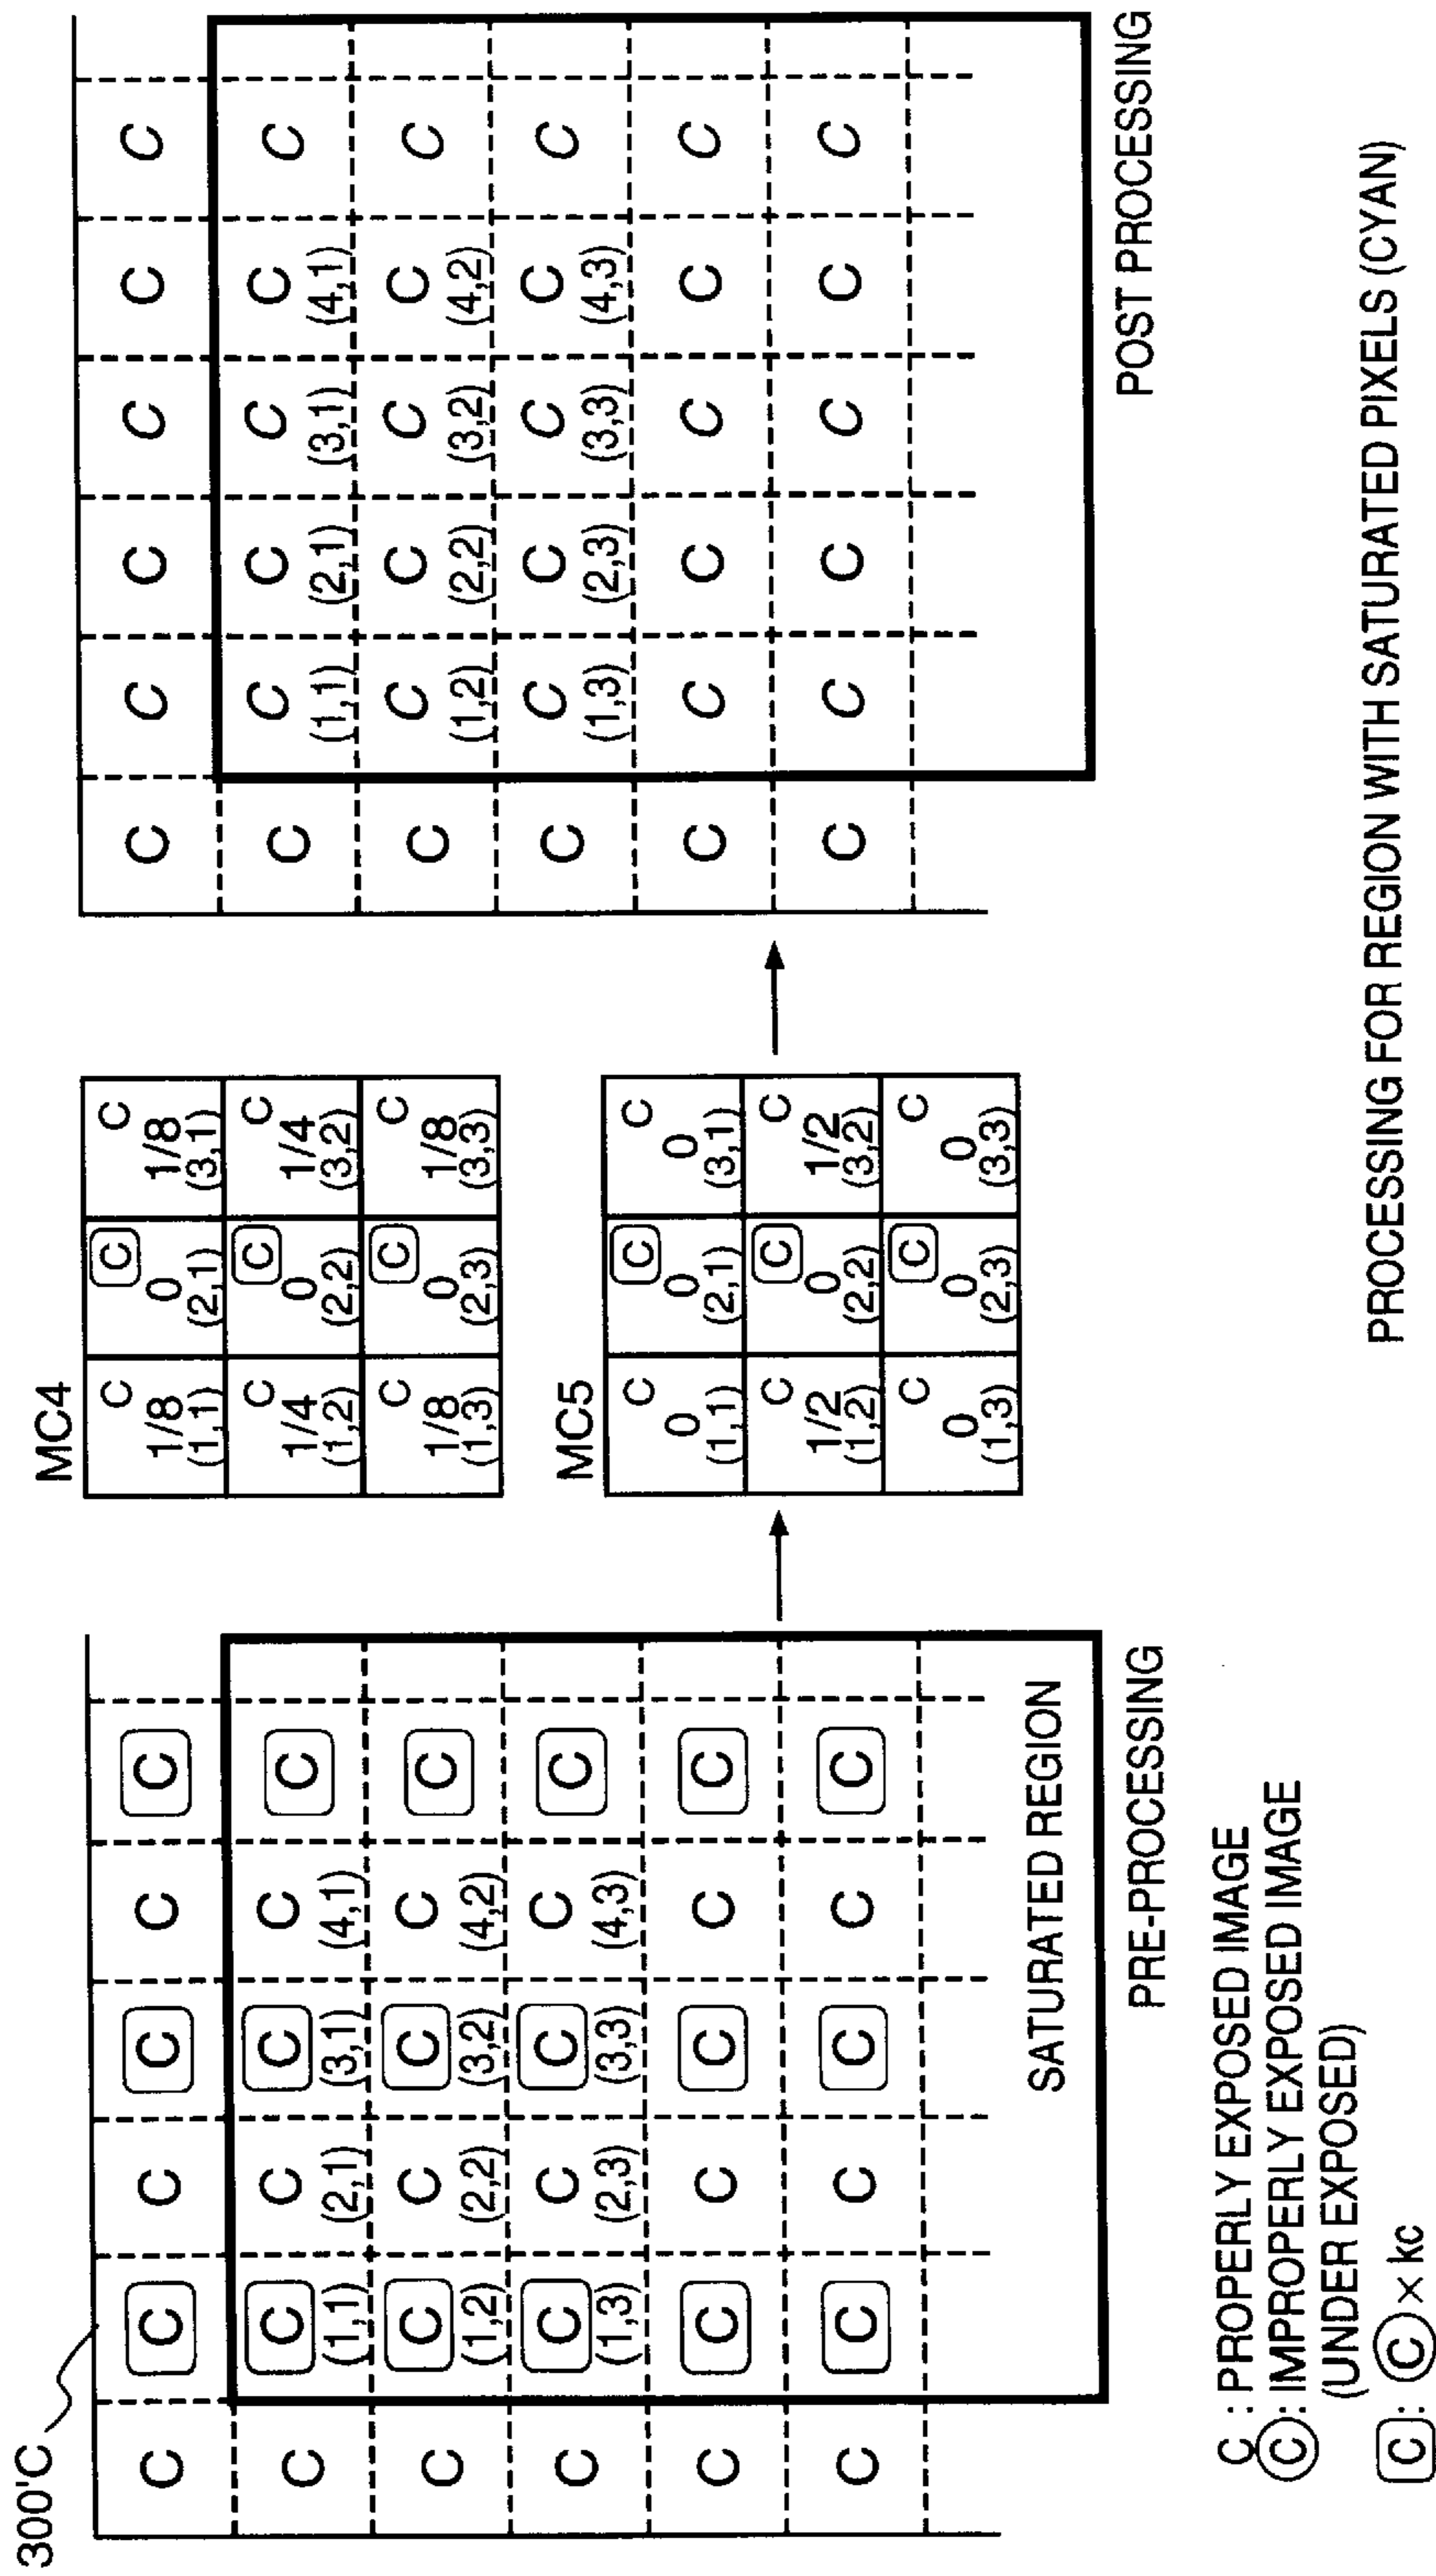 300'C
C [C] C [C] C [C]
C [C] C [C] C [C]
(1,1) (2,1) (3,1) (4,1)
C [C] C [C] C [C]
(1,2) (2,2) (3,2) (4,2)
C [C] C [C] C [C]
(1,3) (2,3) (3,3) (4,3)
C [C] C [C] C [C]
C [C] C [C] C [C]
SATURATED REGION
PRE-PROCESSING
C : PROPERLY EXPOSED IMAGE
Ⓒ: IMPROPERLY EXPOSED IMAGE
(UNDER EXPOSED)
[C]: Ⓒ × kc
MC4
C [C] C
1/8 0 1/8
(1,1) (2,1) (3,1)
C [C] C
1/4 0 1/4
(1,2) (2,2) (3,2)
C [C] C
1/8 0 1/8
(1,3) (2,3) (3,3)
MC5
C [C] C
0 0 0
(1,1) (2,1) (3,1)
C [C] C
1/2 0 1/2
(1,2) (2,2) (3,2)
C [C] C
0 0 0
(1,3) (2,3) (3,3)
C C C C C C
C C C C C C
(1,1) (2,1) (3,1) (4,1)
C C C C C C
(1,2) (2,2) (3,2) (4,2)
C C C C C C
(1,3) (2,3) (3,3) (4,3)
C C C C C C
C C C C C C
POST PROCESSING
PROCESSING FOR REGION WITH SATURATED PIXELS (CYAN)